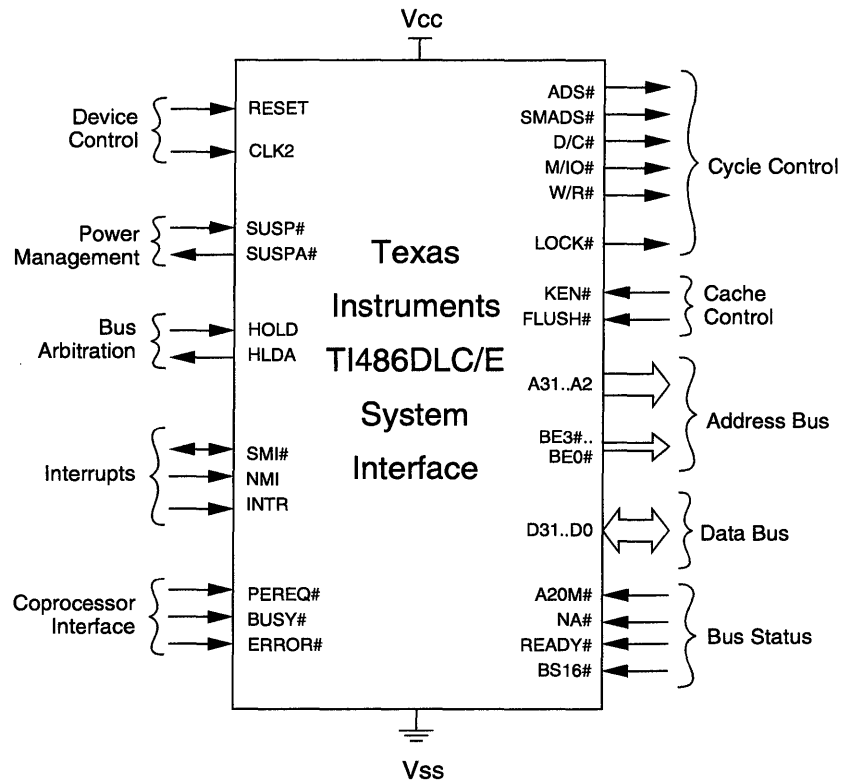 Vcc
Device
Control
RESET
CLK2
Power
Management
SUSP#
SUSPA#
Bus
Arbitration
HOLD
HLDA
Interrupts
SMI#
NMI
INTR
Coprocessor
Interface
PEREQ#
BUSY#
ERROR#
Texas
Instruments
TI486DLC/E
System
Interface
ADS#
SMADS#
D/C#
M/IO#
W/R#
LOCK#
Cycle Control
KEN#
FLUSH#
Cache
Control
A31..A2
BE3#..
BE0#
Address Bus
D31..D0
Data Bus
A20M#
NA#
READY#
BS16#
Bus Status
Vss